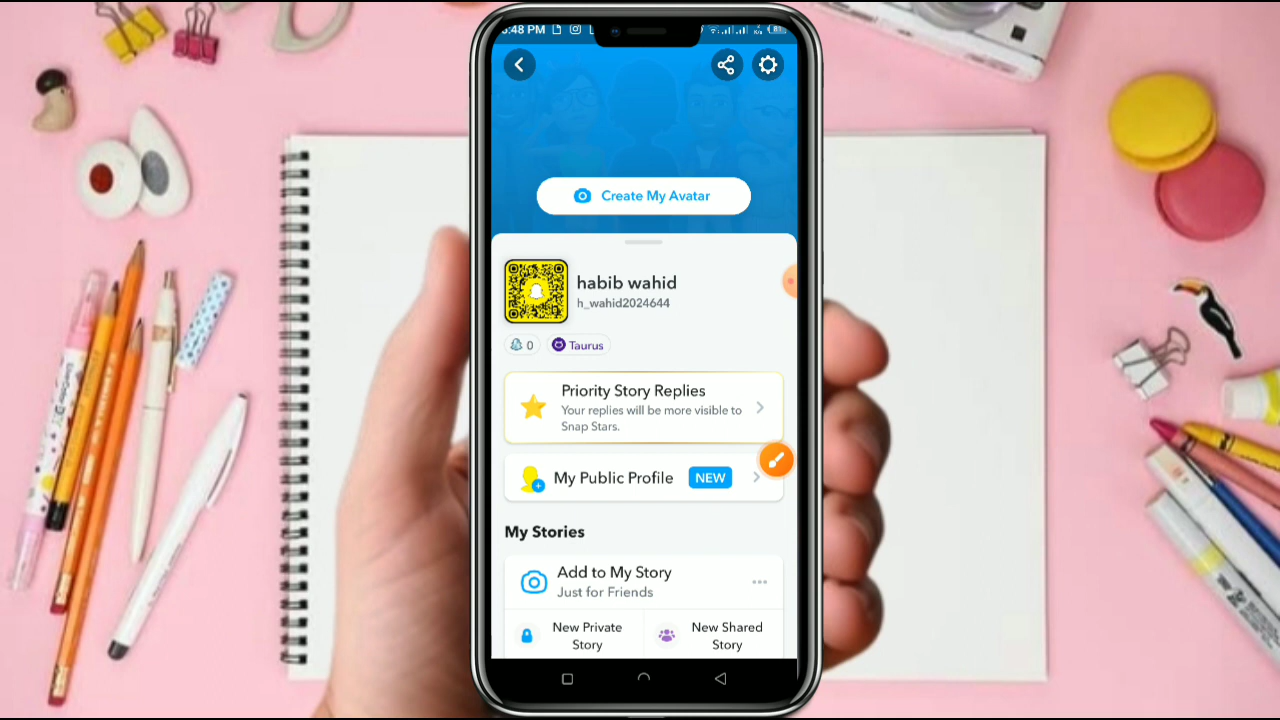 :48 PM
Create My Avatar
habib wahid
h_wahid2024644
0
Taurus
Priority Story Replies
Your replies will be more visible to
Snap Stars.
My Public Profile NEW
My Stories
Add to My Story
Just for Friends
New Private
Story
New Shared
Story